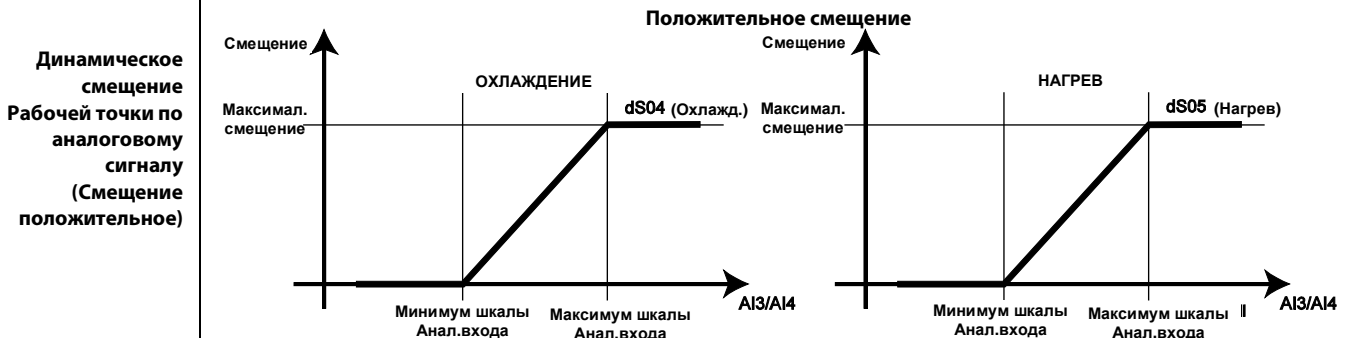 Динамическое
смещение
Рабочей точки по
аналоговому
сигналу
(Смещение
положительное)
Положительное смещение
Смещение
ОХЛАЖДЕНИЕ
Максимал.
смещение
dS04 (Охлажд.)
AI3/AI4
Минимум шкалы
Анал.входа
Максимум шкалы
Анал.входа
Смещение
НАГРЕВ
Максимал.
смещение
dS05 (Нагрев)
AI3/AI4
Минимум шкалы
Анал.входа
Максимум шкалы
Анал.входа